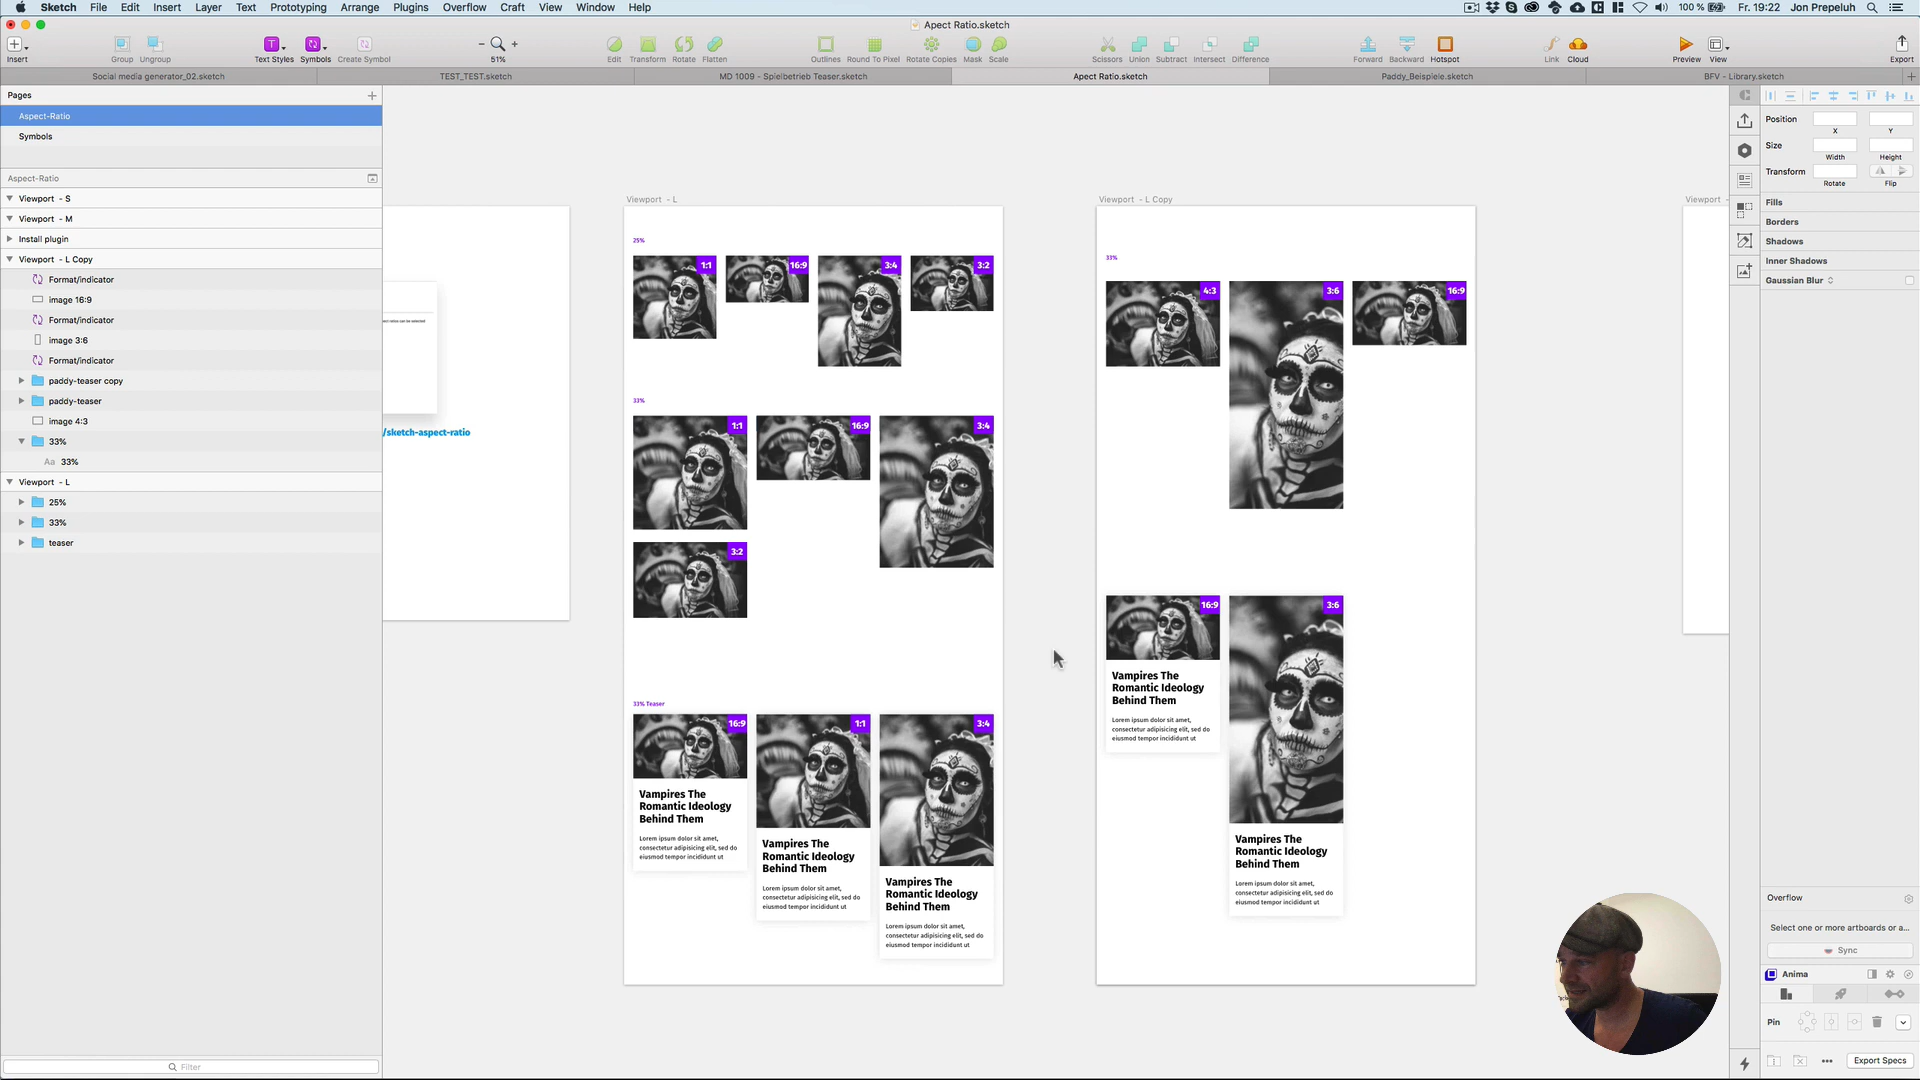 Sketch File Edit Insert Layer Text Prototyping Arrange Plugins Overflow Craft View Window Help
100 % Fr. 19:22 Jon Prepeluh
Apect Ratio.sketch
51%
Insert Group Ungroup Text Styles Symbols Create Symbol Edit Transform Rotate Flatten Outlines Round To Pixel Rotate Copies Mask Scale Scissors Union Subtract Intersect Difference Forward Backward Hotspot Link Cloud Preview View Export
Social media generator_02.sketch TEST_TEST.sketch MD 1009 - Spielbetrieb Teaser.sketch Apect Ratio.sketch Paddy_Beispiele.sketch BFV - Library.sketch
Pages
Aspect-Ratio
Symbols
Aspect-Ratio
Viewport - S
Viewport - M
Install plugin
Viewport - L Copy
Format/indicator
image 16:9
Format/indicator
image 3:6
Format/indicator
paddy-teaser copy
paddy-teaser
image 4:3
33%
Aa 33%
Viewport - L
25%
33%
teaser
Filter
pect ratios can be selected
/sketch-aspect-ratio
Viewport - L
25%
1:1 16:9 3:4 3:2
33%
1:1 16:9 3:4
3:2
33% Teaser
16:9 1:1 3:4
Vampires The
Romantic Ideology
Behind Them
Lorem ipsum dolor sit amet,
consectetur adipisicing elit, sed do
eiusmod tempor incididunt ut
Vampires The
Romantic Ideology
Behind Them
Lorem ipsum dolor sit amet,
consectetur adipisicing elit, sed do
eiusmod tempor incididunt ut
Vampires The
Romantic Ideology
Behind Them
Lorem ipsum dolor sit amet,
consectetur adipisicing elit, sed do
eiusmod tempor incididunt ut
Viewport - L Copy
33%
4:3 3:6 16:9
16:9 3:6
Vampires The
Romantic Ideology
Behind Them
Lorem ipsum dolor sit amet,
consectetur adipisicing elit, sed do
eiusmod tempor incididunt ut
Vampires The
Romantic Ideology
Behind Them
Lorem ipsum dolor sit amet,
consectetur adipisicing elit, sed do
eiusmod tempor incididunt ut
Viewport -
Position
X Y
Size
Width Height
Transform
Rotate Flip
Fills
Borders
Shadows
Inner Shadows
Gaussian Blur
Overflow
Select one or more artboards or a...
Sync
Anima
Pin
Export Specs